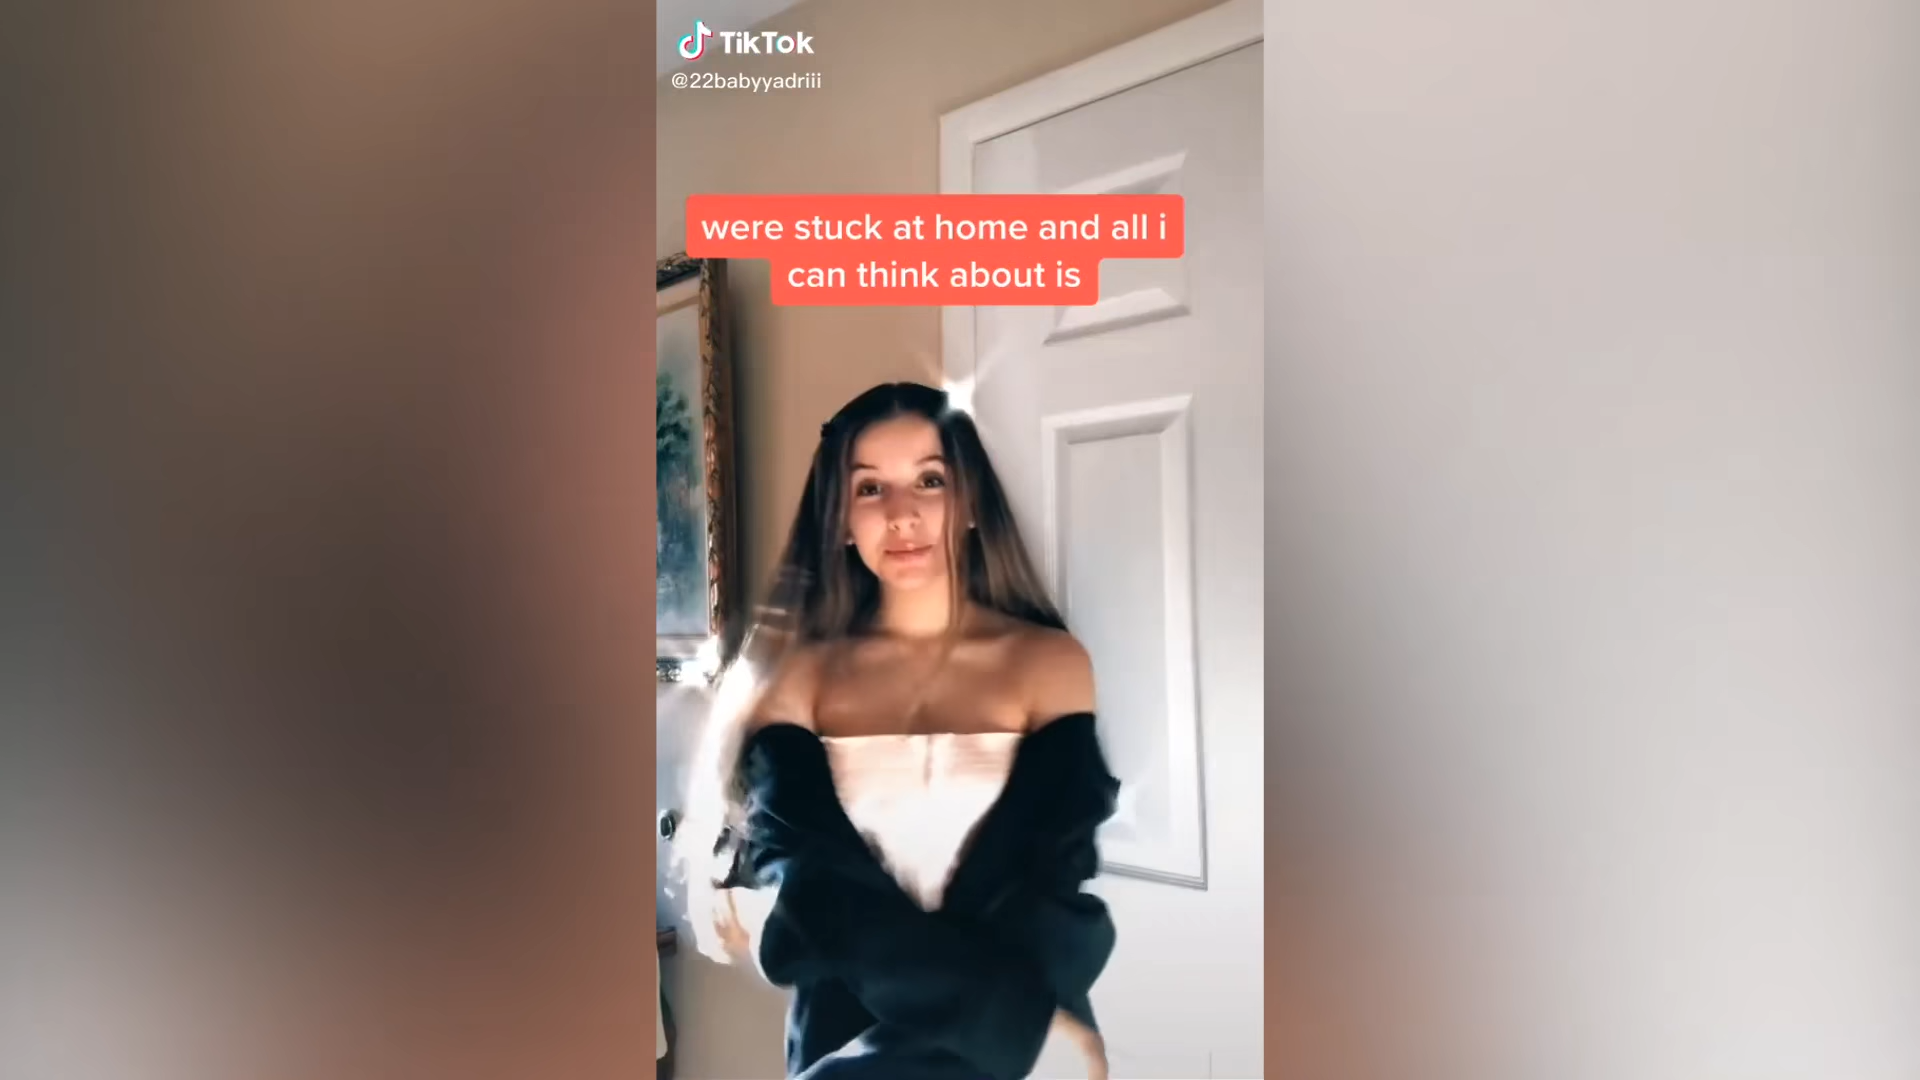 TikTok
@22babyyadriii
were stuck at home and all i
can think about is